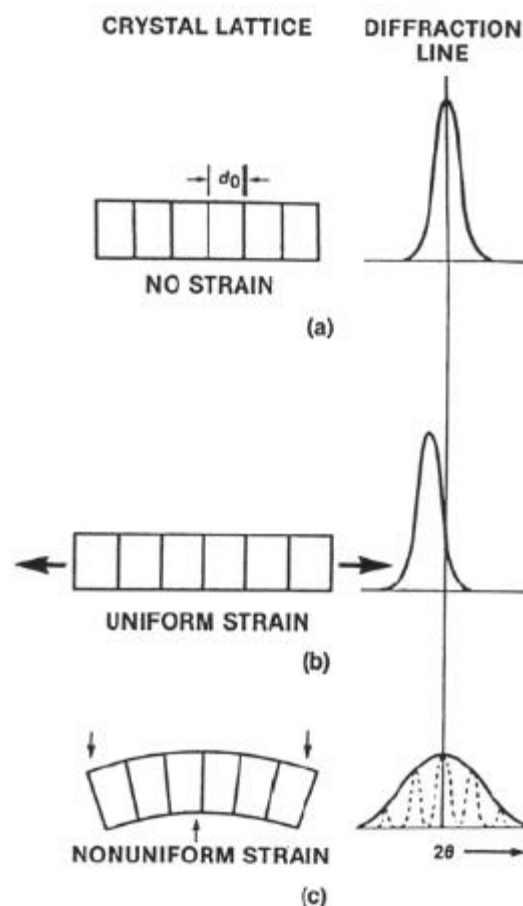 CRYSTAL LATTICE
DIFFRACTION
LINE
d0
NO STRAIN
(a)
UNIFORM STRAIN
(b)
NONUNIFORM STRAIN
2θ
(c)